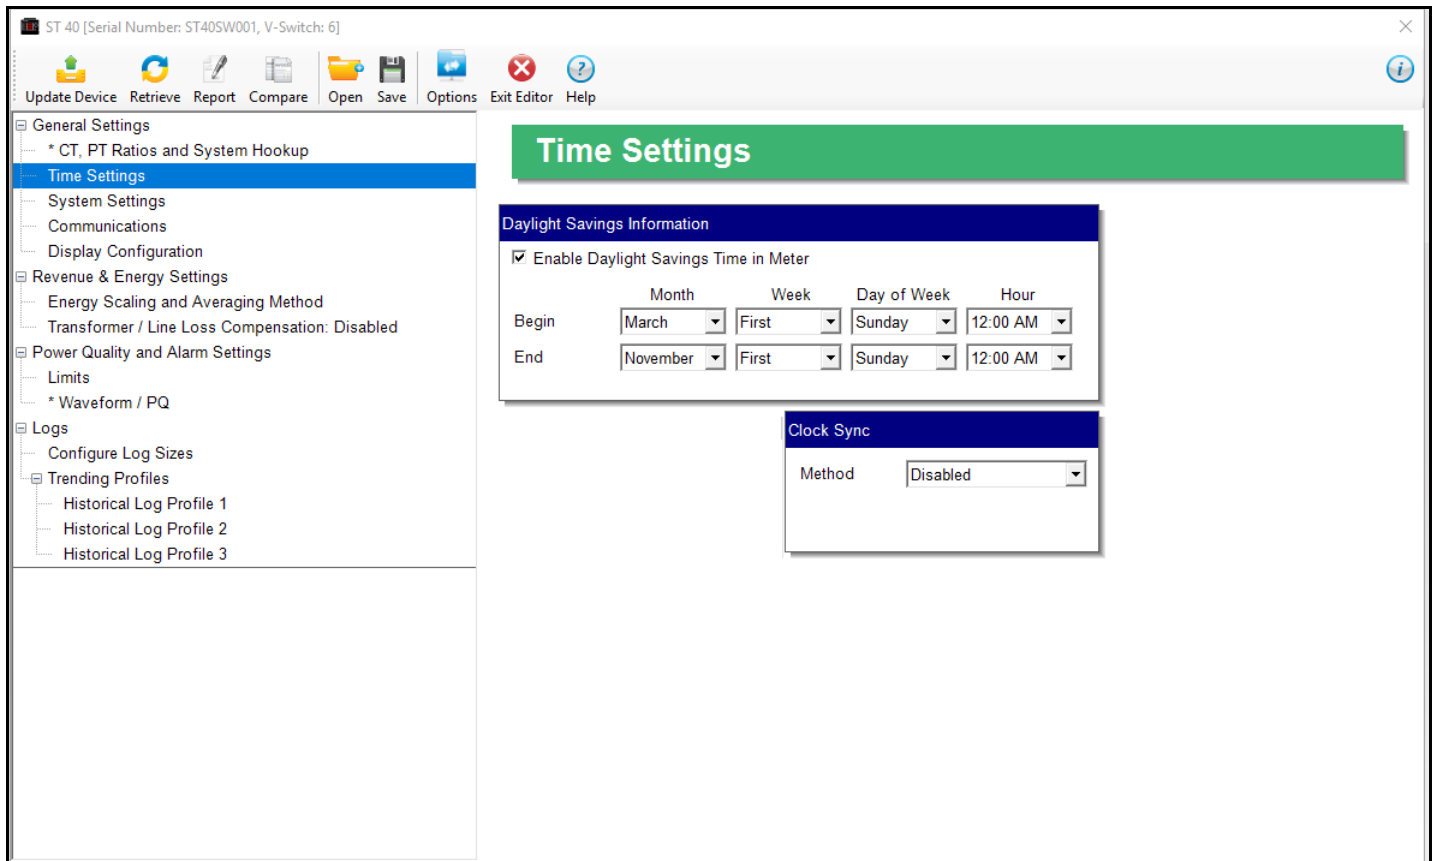 ST 40 [Serial Number: ST40SW001, V-Switch: 6]
Update Device Retrieve Report Compare Open Save Options Exit Editor Help
General Settings
* CT, PT Ratios and System Hookup
Time Settings
System Settings
Communications
Display Configuration
Revenue & Energy Settings
Energy Scaling and Averaging Method
Transformer / Line Loss Compensation: Disabled
Power Quality and Alarm Settings
Limits
* Waveform / PQ
Logs
Configure Log Sizes
Trending Profiles
Historical Log Profile 1
Historical Log Profile 2
Historical Log Profile 3
Time Settings
Daylight Savings Information
Enable Daylight Savings Time in Meter
Month Week Day of Week Hour
Begin March First Sunday 12:00 AM
End November First Sunday 12:00 AM
Clock Sync
Method Disabled